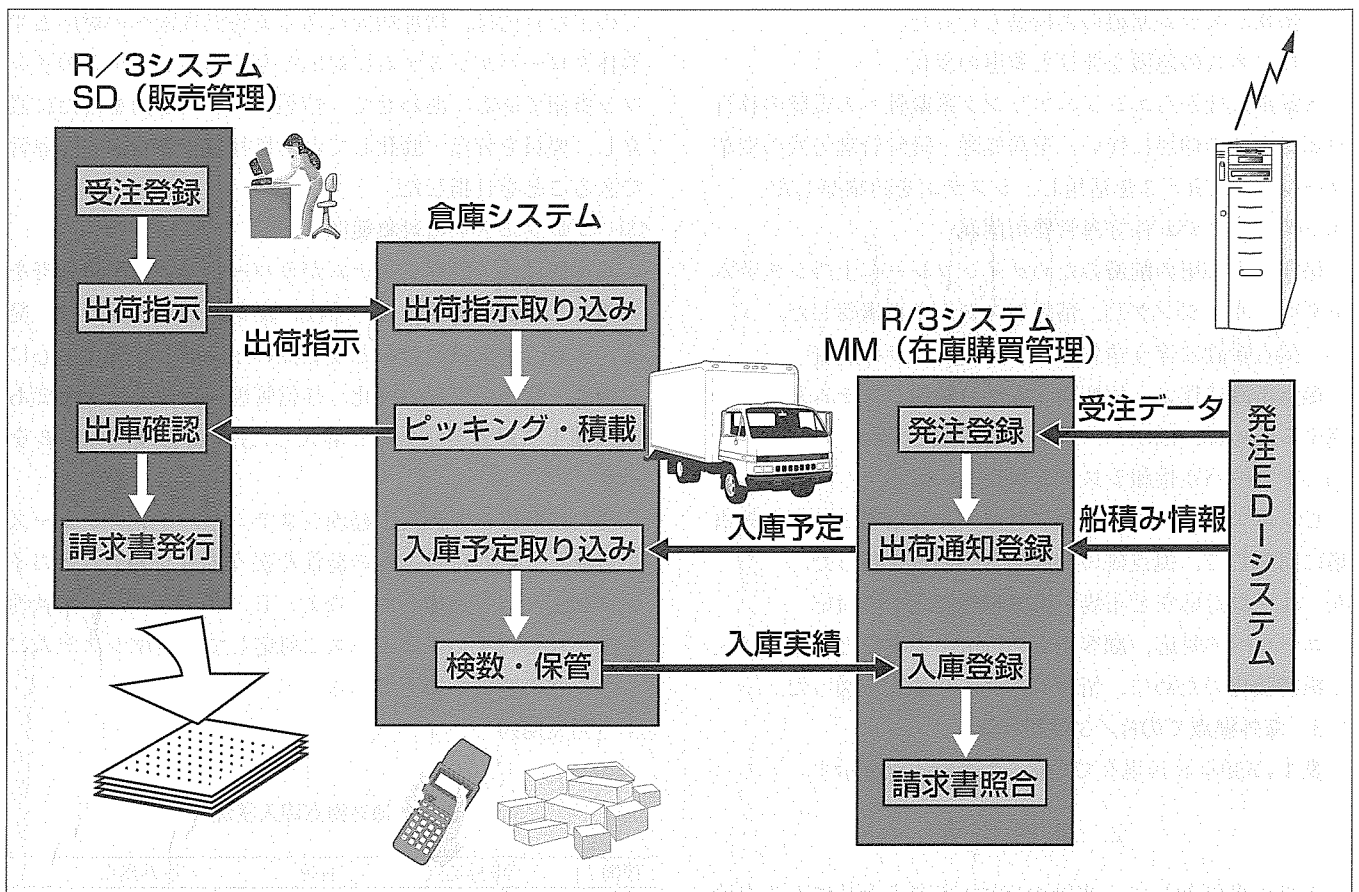 R／3システム
SD（販売管理）
受注登録
出荷指示
出荷指示
出庫確認
請求書発行
倉庫システム
出荷指示取り込み
ピッキング・積載
入庫予定取り込み
検数・保管
入庫予定
入庫実績
R/3システム
MM（在庫購買管理）
発注登録
出荷通知登録
入庫登録
請求書照合
受注データ
船積み情報
発注EDIシステム